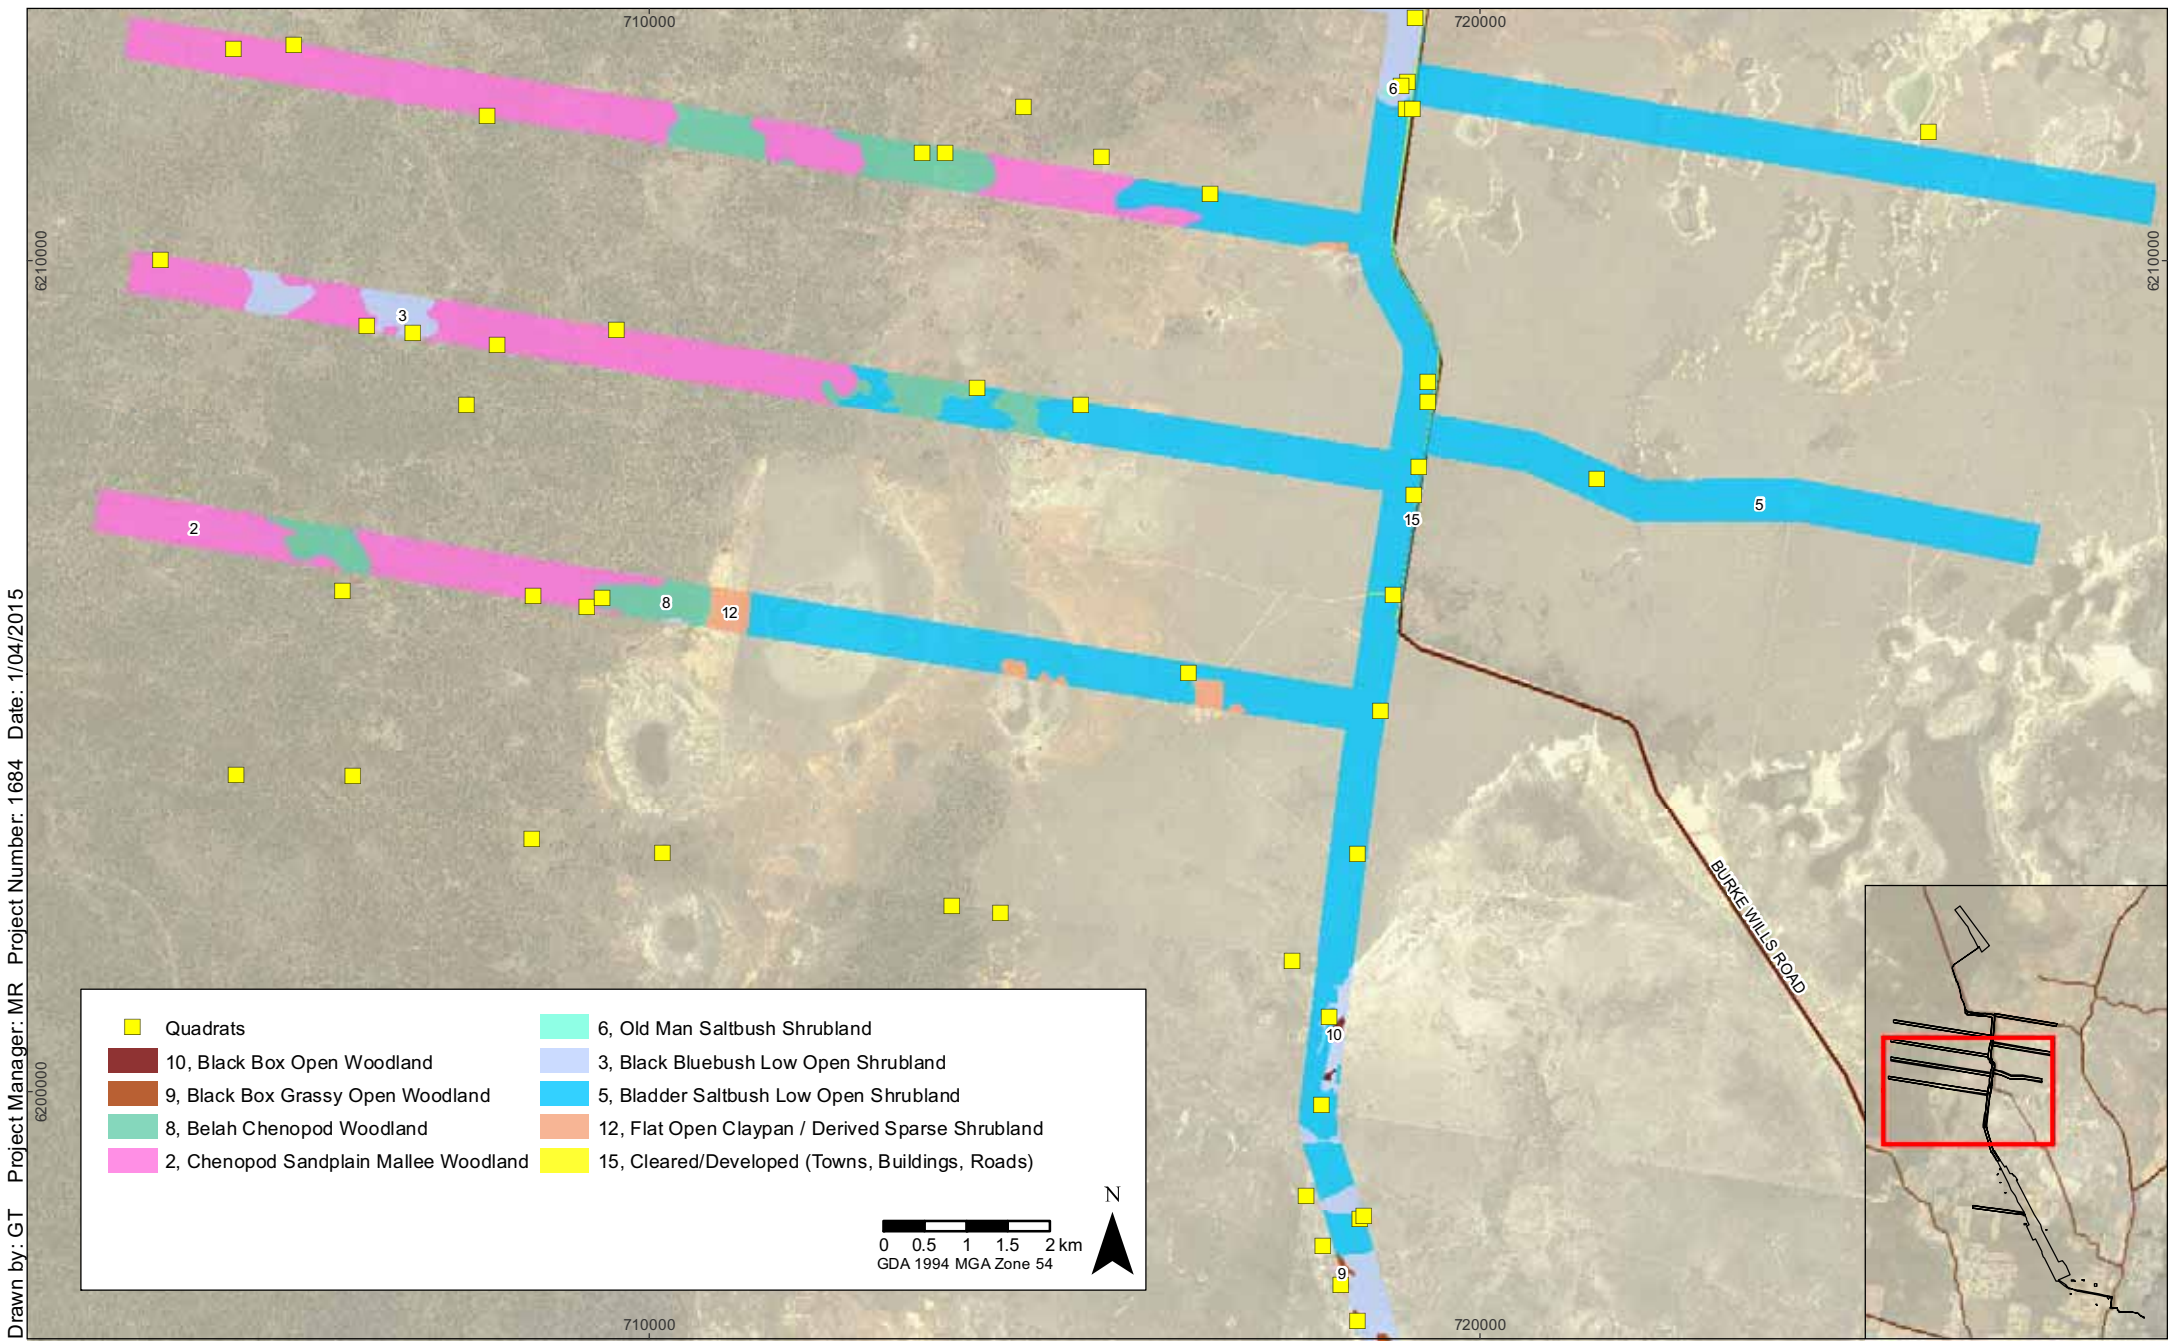 710000
720000
6
6210000
6210000
3
5
15
2
8
12
BURKE WILLS ROAD
10
6200000
9
Quadrats
10, Black Box Open Woodland
9, Black Box Grassy Open Woodland
8, Belah Chenopod Woodland
2, Chenopod Sandplain Mallee Woodland
6, Old Man Saltbush Shrubland
3, Black Bluebush Low Open Shrubland
5, Bladder Saltbush Low Open Shrubland
12, Flat Open Claypan / Derived Sparse Shrubland
15, Cleared/Developed (Towns, Buildings, Roads)
N
0 0.5 1 1.5 2 km
GDA 1994 MGA Zone 54
710000
720000
Drawn by: GT Project Manager: MR Project Number: 1684 Date: 1/04/2015